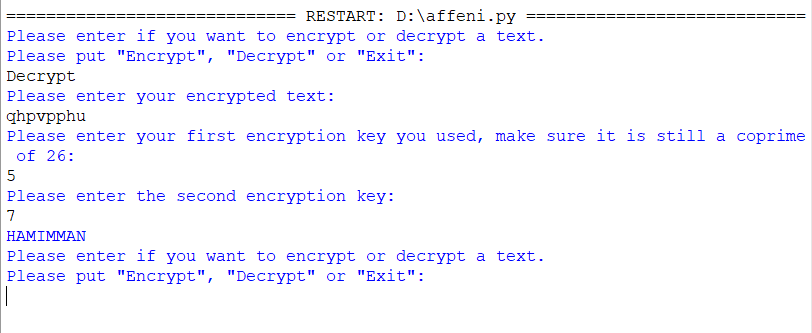 ============================= RESTART: D:\affeni.py ============================
Please enter if you want to encrypt or decrypt a text.
Please put "Encrypt", "Decrypt" or "Exit":
Decrypt
Please enter your encrypted text:
qhpvpphu
Please enter your first encryption key you used, make sure it is still a coprime
of 26:
5
Please enter the second encryption key:
7
HAMIMMAN
Please enter if you want to encrypt or decrypt a text.
Please put "Encrypt", "Decrypt" or "Exit":